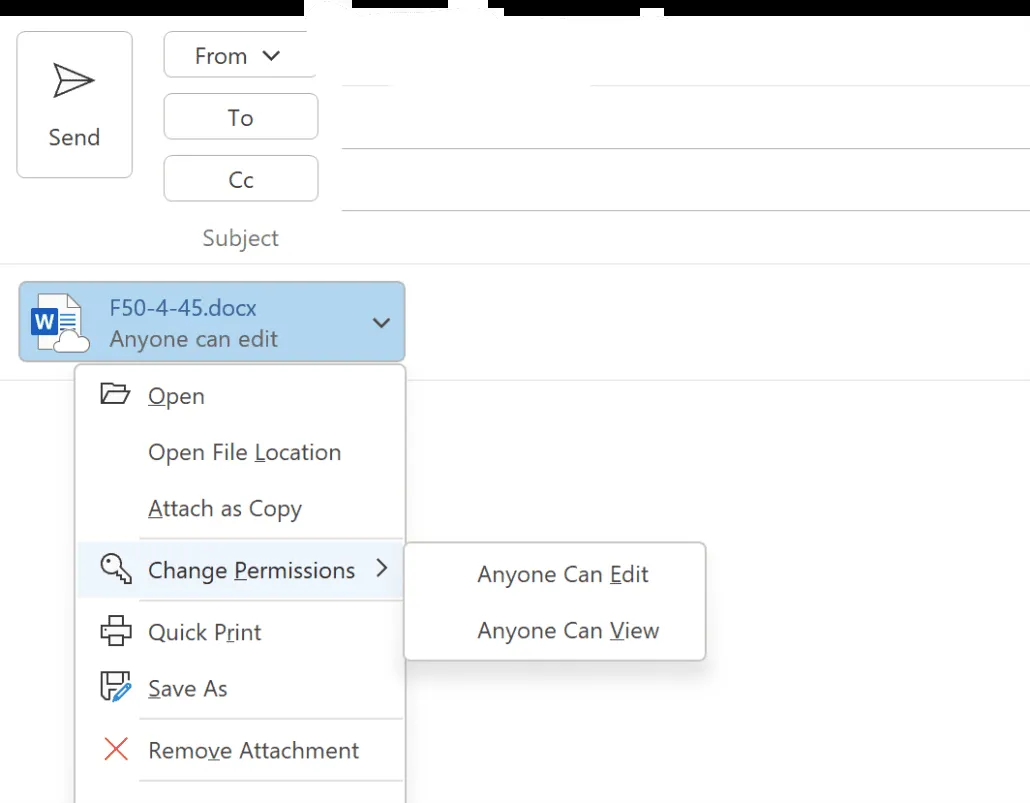 From
Send
To
Cc
Subject
W
F50-4-45.docx
Anyone can edit
Open
Open File Location
Attach as Copy
Change Permissions
Anyone Can Edit
Anyone Can View
Quick Print
Save As
Remove Attachment